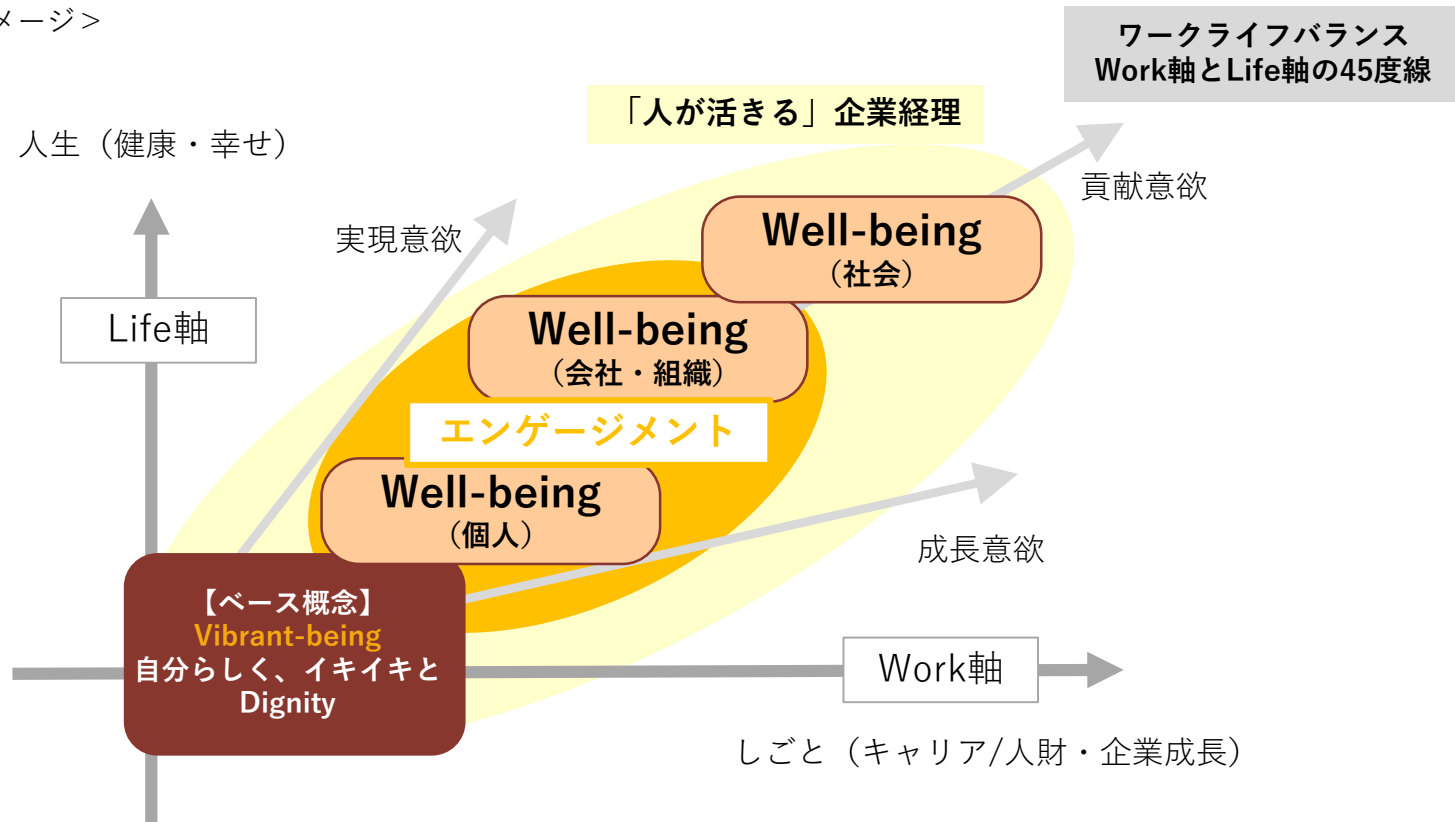 メージ＞
ワークライフバランス
Work軸とLife軸の45度線
「人が活きる」企業経理
人生（健康・幸せ）
貢献意欲
実現意欲
Well-being
（社会）
Life軸
Well-being
（会社・組織）
エンゲージメント
Well-being
（個人）
成長意欲
【ベース概念】
Vibrant-being
自分らしく、イキイキと
Dignity
Work軸
しごと（キャリア/人財・企業成長）